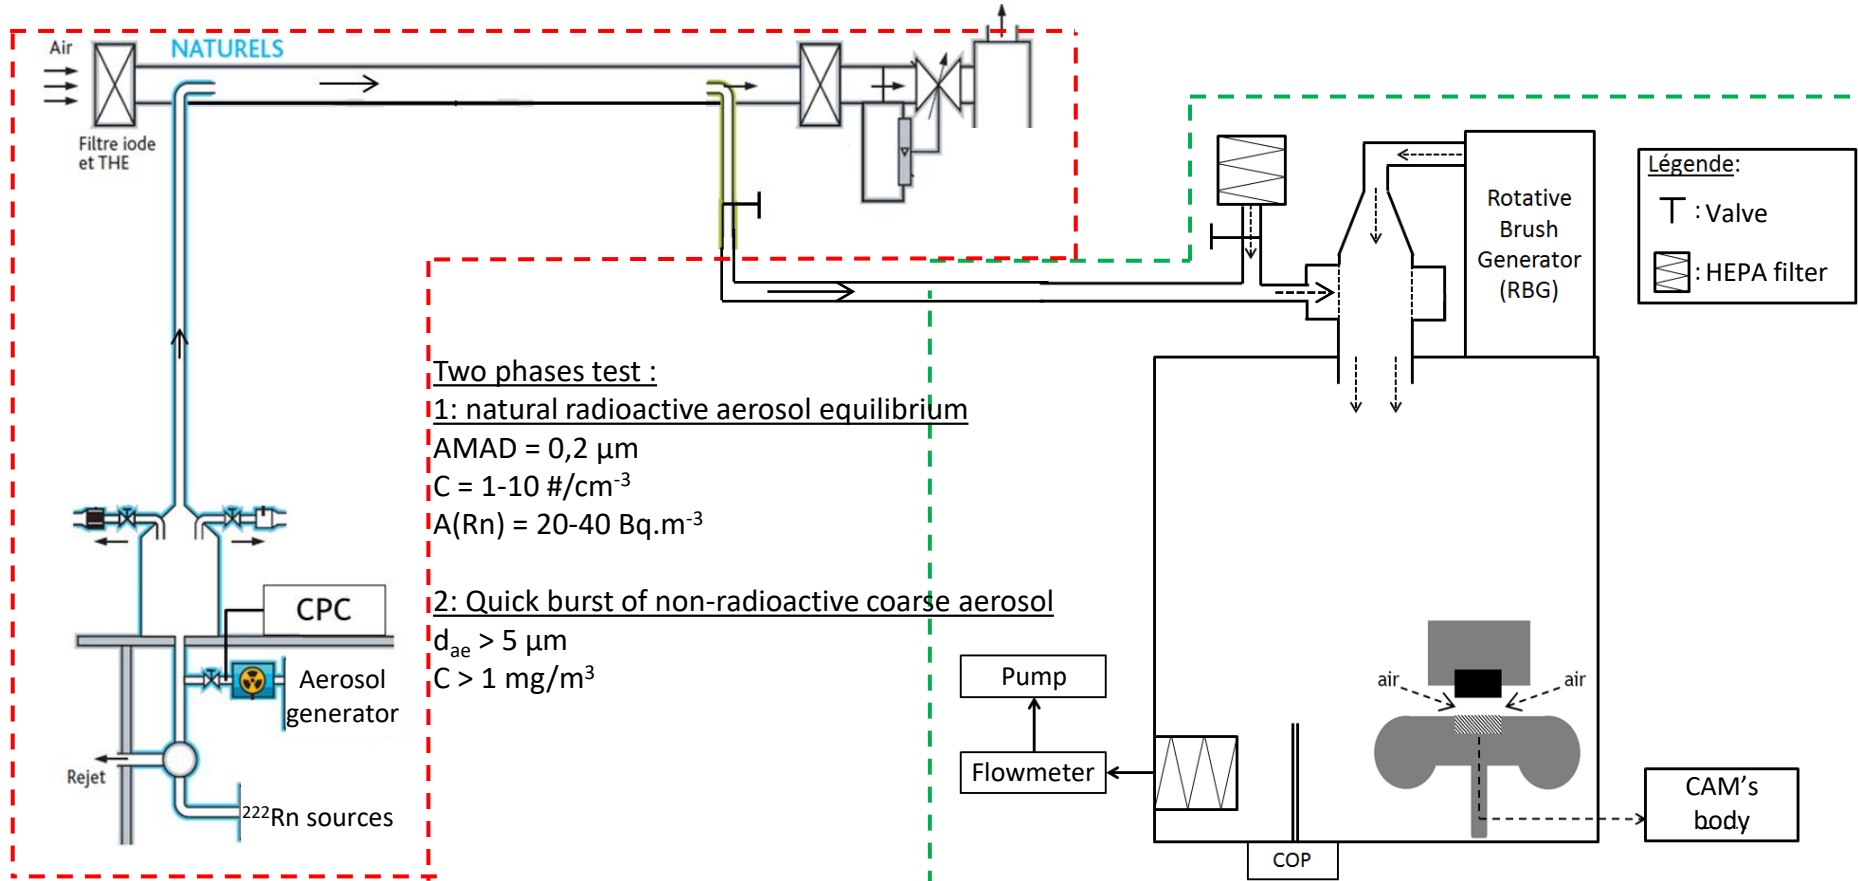 Air
NATURELS
Filtre iode
et THE
Rotative
Brush
Generator
(RBG)
Légende:
: Valve
: HEPA filter
Two phases test :
1: natural radioactive aerosol equilibrium
AMAD = 0,2 µm
C = 1-10 #/cm⁻³
A(Rn) = 20-40 Bq.m⁻³
2: Quick burst of non-radioactive coarse aerosol
dₐₑ > 5 µm
C > 1 mg/m³
CPC
Aerosol
generator
Rejet
²²²Rn sources
Pump
Flowmeter
air
air
CAM's
body
COP